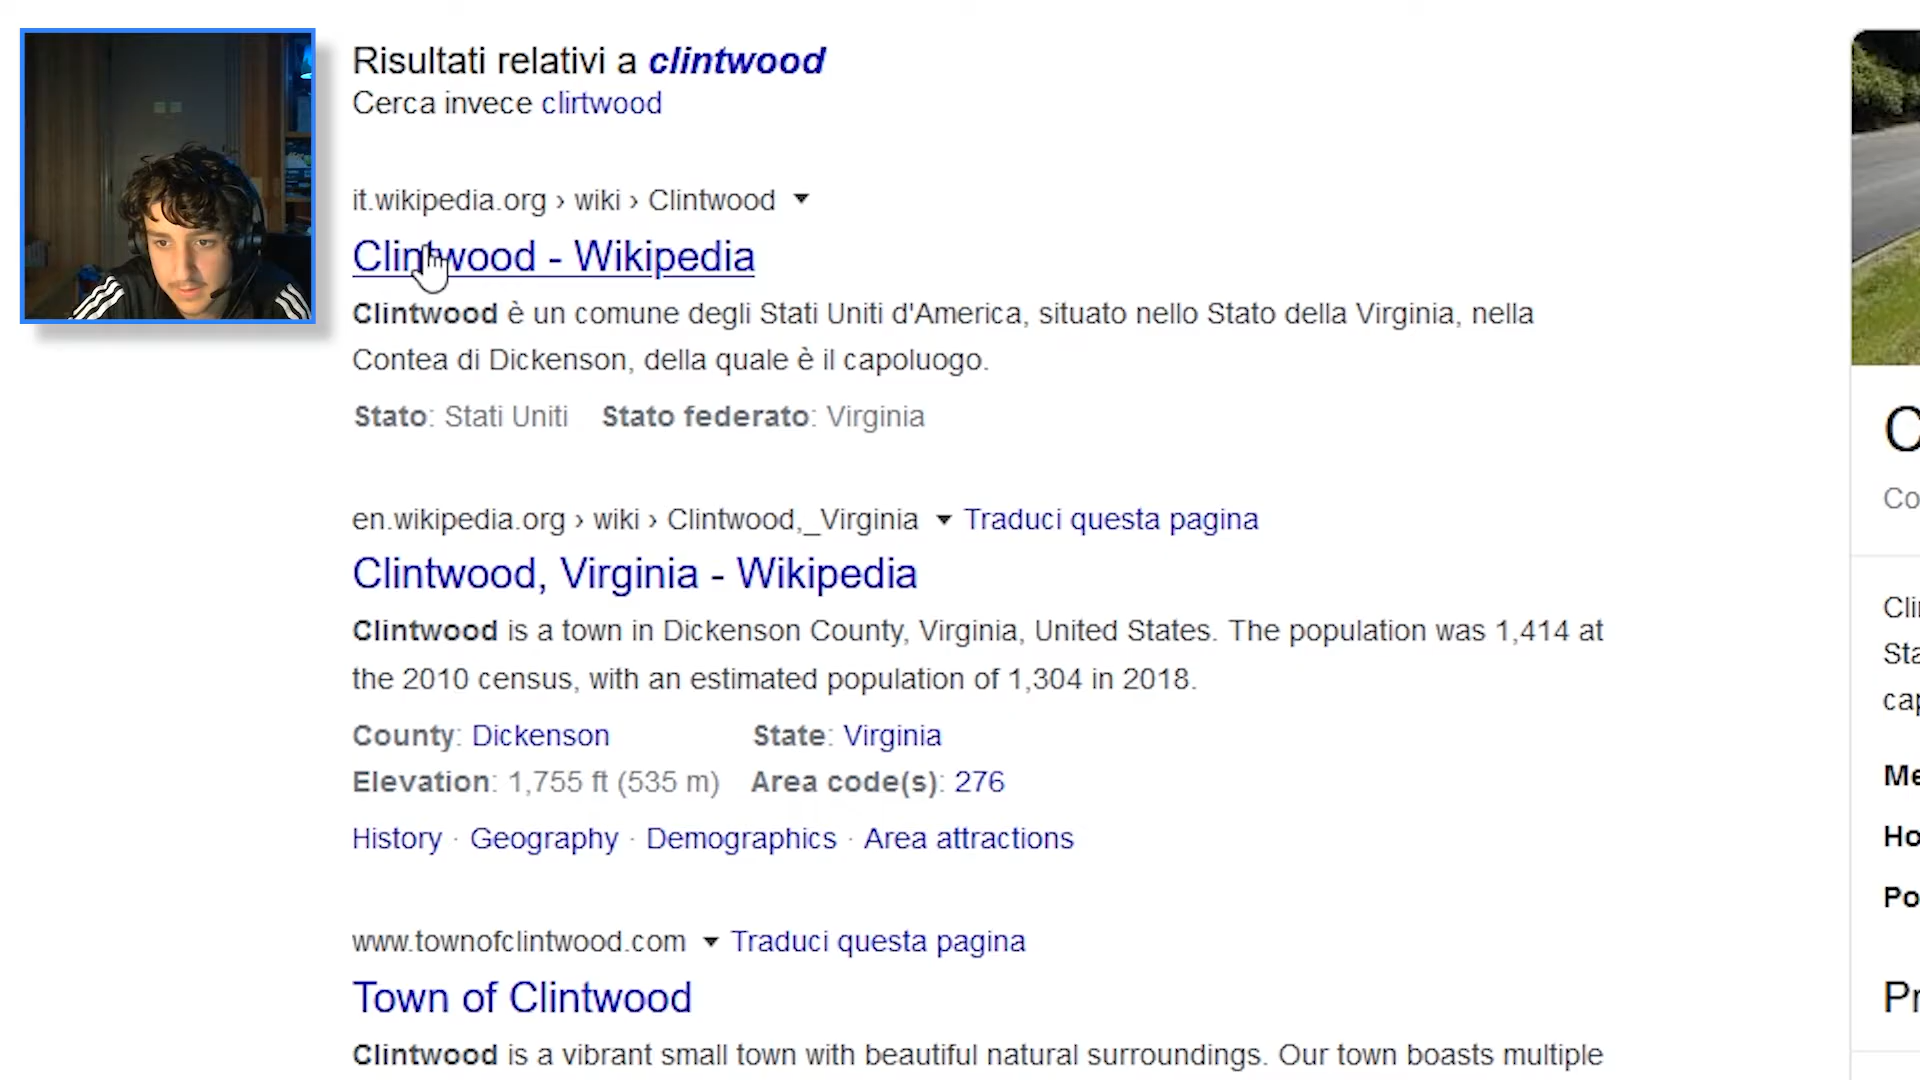 Risultati relativi a clintwood
Cerca invece clirtwood
it.wikipedia.org › wiki › Clintwood
Clintwood - Wikipedia
Clintwood è un comune degli Stati Uniti d'America, situato nello Stato della Virginia, nella
Contea di Dickenson, della quale è il capoluogo.
Stato: Stati Uniti Stato federato: Virginia
en.wikipedia.org › wiki › Clintwood,_Virginia Traduci questa pagina
Clintwood, Virginia - Wikipedia
Clintwood is a town in Dickenson County, Virginia, United States. The population was 1,414 at
the 2010 census, with an estimated population of 1,304 in 2018.
County: Dickenson State: Virginia
Elevation: 1,755 ft (535 m) Area code(s): 276
History · Geography · Demographics · Area attractions
www.townofclintwood.com Traduci questa pagina
Town of Clintwood
Clintwood is a vibrant small town with beautiful natural surroundings. Our town boasts multiple